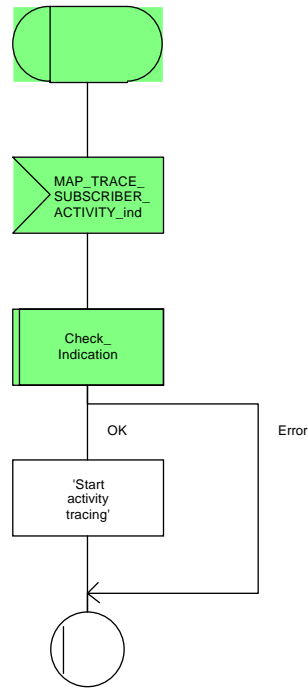 MAP_TRACE_
SUBSCRIBER_
ACTIVITY_ind
Check_
Indication
OK
Error
'Start
activity
tracing'